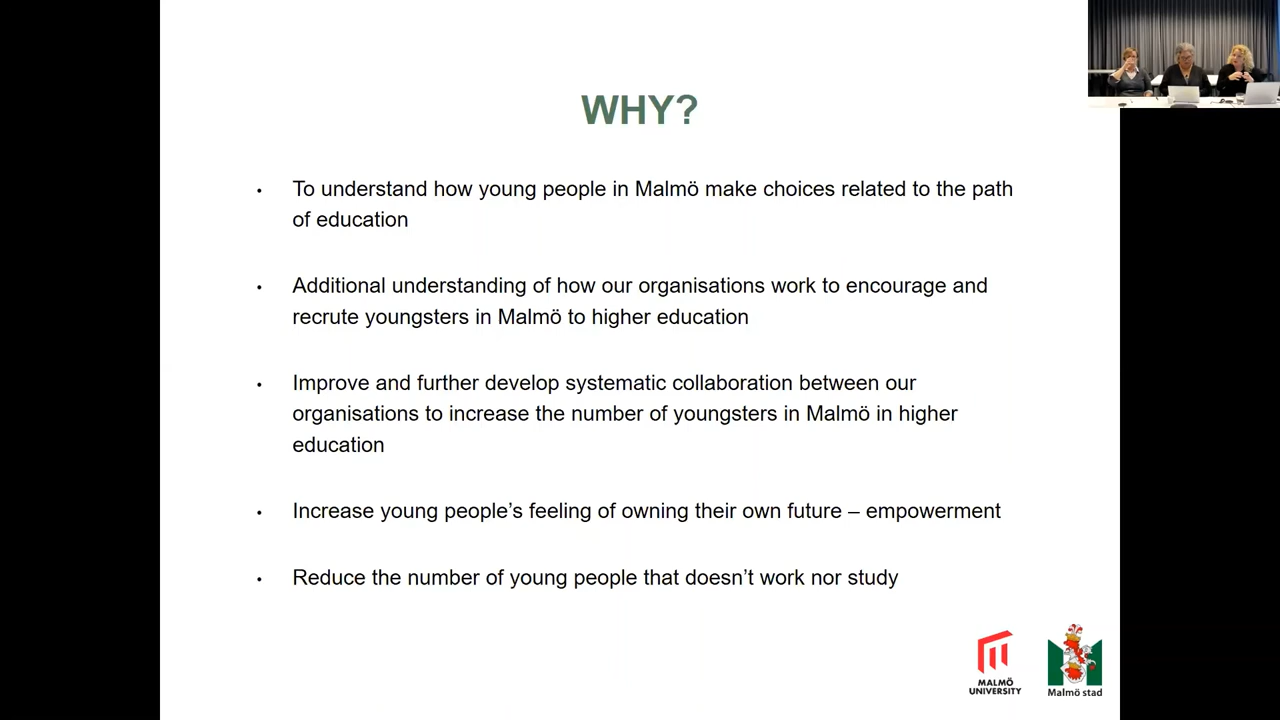 WHY?
• To understand how young people in Malmö make choices related to the path
of education
• Additional understanding of how our organisations work to encourage and
recrute youngsters in Malmö to higher education
• Improve and further develop systematic collaboration between our
organisations to increase the number of youngsters in Malmö in higher
education
• Increase young people’s feeling of owning their own future – empowerment
• Reduce the number of young people that doesn’t work nor study
MALMÖ
UNIVERSITY
Malmö stad